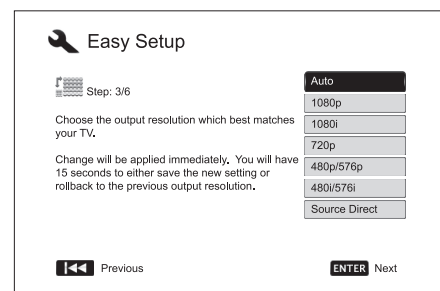 Easy Setup
Step: 3/6
Choose the output resolution which best matches
your TV.
Change will be applied immediately. You will have
15 seconds to either save the new setting or
rollback to the previous output resolution.
Auto
1080p
1080i
720p
480p/576p
480i/576i
Source Direct
Previous
ENTER Next